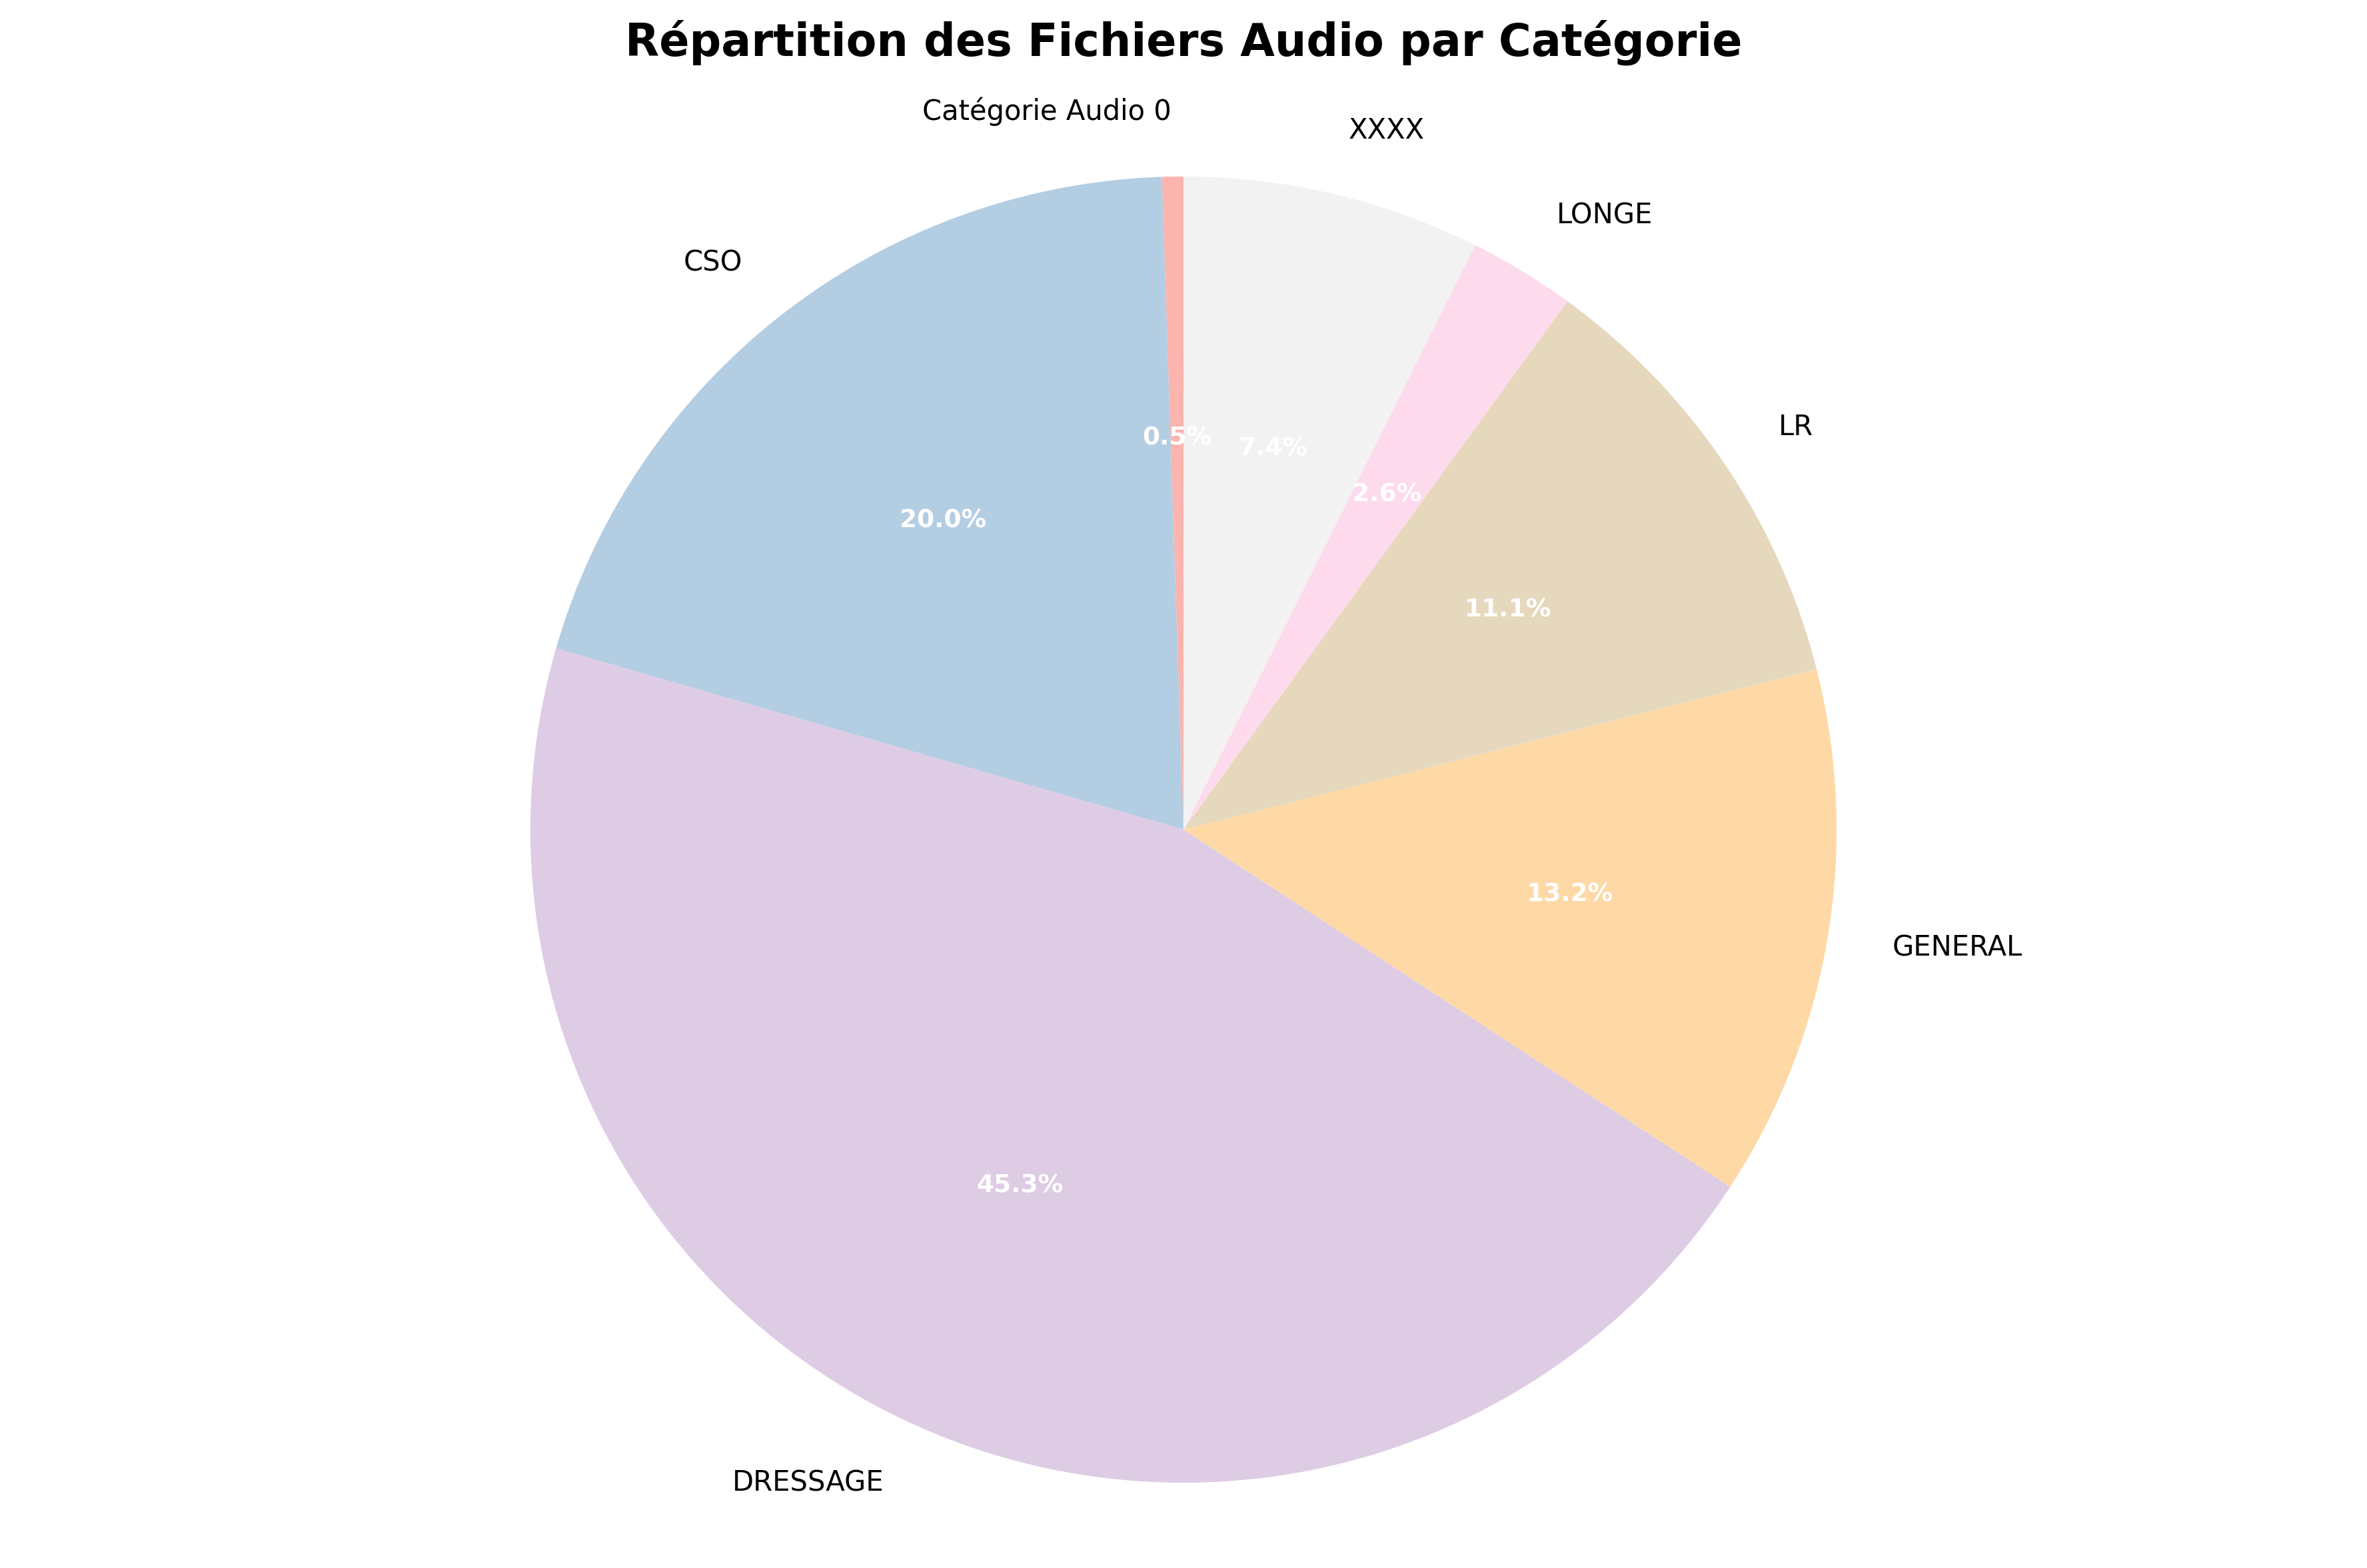 Répartition des Fichiers Audio par Catégorie
Catégorie Audio 0
XXXX
LONGE
CSO
LR
0.5%
7.4%
2.6%
20.0%
11.1%
13.2%
GENERAL
45.3%
DRESSAGE